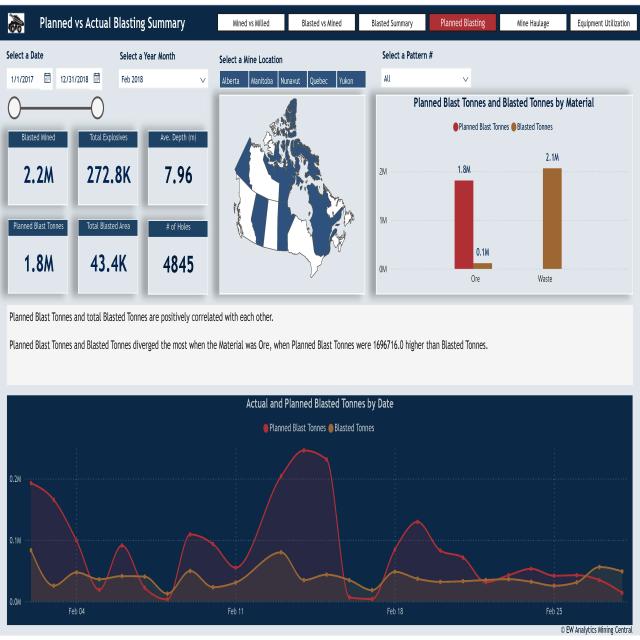 Planned vs Actual Blasting Summary
Mined vs Milled
Blasted vs Mined
Blasted Summary
Planned Blasting
Mine Haulage
Equipment Utilization
Select a Date
1/1/2017
12/31/2018
Select a Year Month
Feb 2018
Select a Mine Location
Alberta
Manitoba
Nunavut
Quebec
Yukon
Select a Pattern #
All
Blasted Mined
2.2M
Total Explosives
272.8K
Ave. Depth (m)
7.96
Planned Blast Tonnes
1.8M
Total Blasted Area
43.4K
# of Holes
4845
Planned Blast Tonnes and Blasted Tonnes by Material
Planned Blast Tonnes
Blasted Tonnes
2M
1M
0M
1.8M
0.1M
2.1M
Ore
Waste
Planned Blast Tonnes and total Blasted Tonnes are positively correlated with each other.
Planned Blast Tonnes and Blasted Tonnes diverged the most when the Material was Ore, when Planned Blast Tonnes were 1696716.0 higher than Blasted Tonnes.
Actual and Planned Blasted Tonnes by Date
Planned Blast Tonnes
Blasted Tonnes
0.2M
0.1M
0.0M
Feb 04
Feb 11
Feb 18
Feb 25
© EW Analytics Mining Central